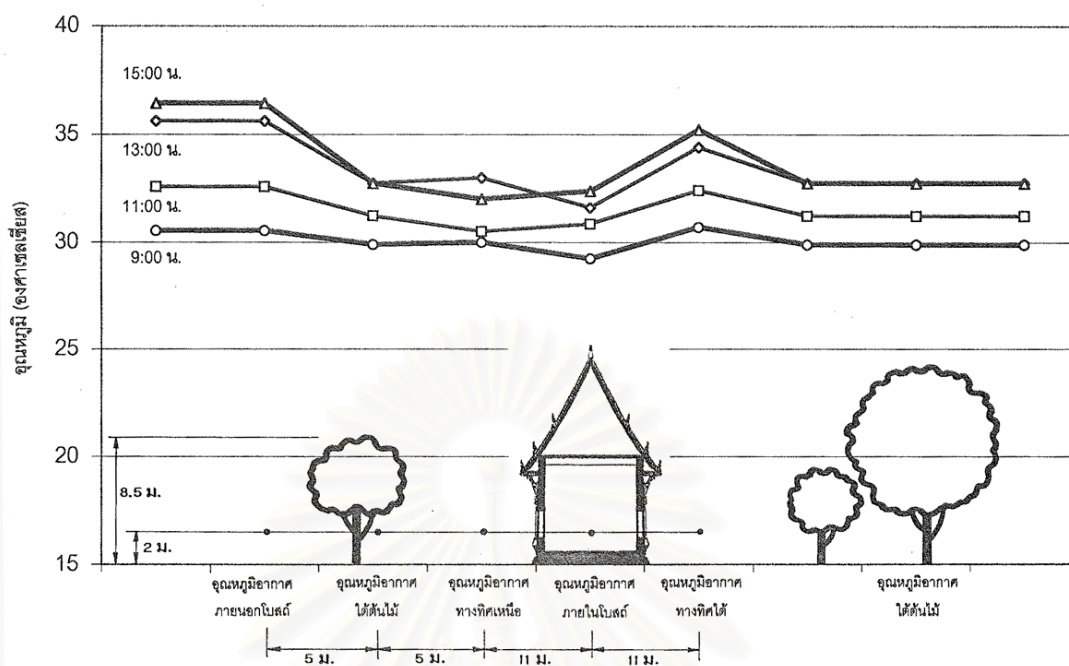 40
15:00 น.
35
13:00 น.
11:00 น.
30
9:00 น.
อุณหภูมิ (องศาเซลเซียส)
25
20
8.5 ม.
2 ม.
15
อุณหภูมิอากาศ อุณหภูมิอากาศ อุณหภูมิอากาศ อุณหภูมิอากาศ อุณหภูมิอากาศ อุณหภูมิอากาศ
ภายนอกโบสถ์ ใต้ต้นไม้ ทางทิศเหนือ ภายในโบสถ์ ทางทิศใต้ ใต้ต้นไม้
5 ม. 5 ม. 11 ม. 11 ม.